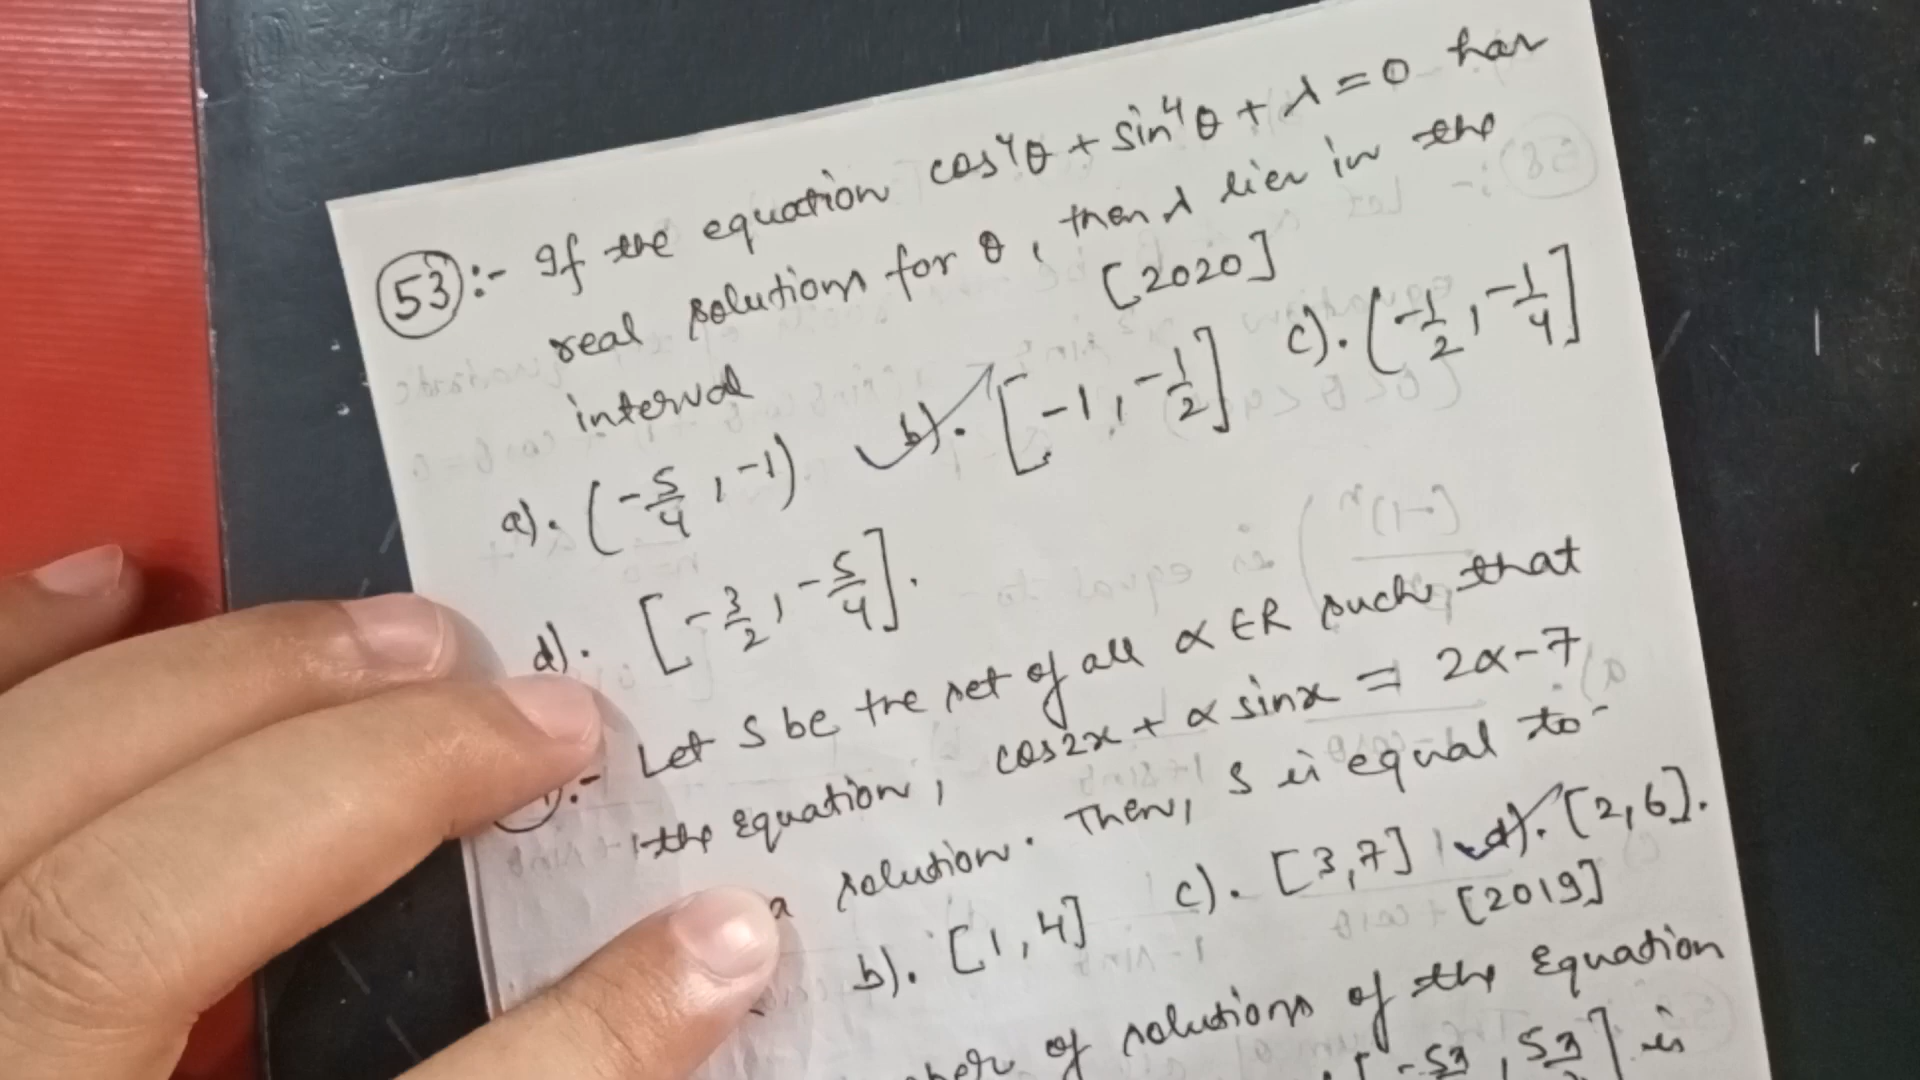 53 :- If the equation cos⁴θ + sin⁴θ + λ = 0 has
real solutions for θ, then λ lies in the
interval [2020]
a). (-5/4, -1) b). [-1, -1/2] c). (-1/2, -1/4]
d). [-3/2, -5/4].
:- Let S be the set of all α ∈ R such that
the equation, cos2x + α sinx = 2α-7
a solution. Then, S is equal to-
b). [1, 4] c). [3, 7] d). [2, 6].
[2019]
of solutions of the equation
is